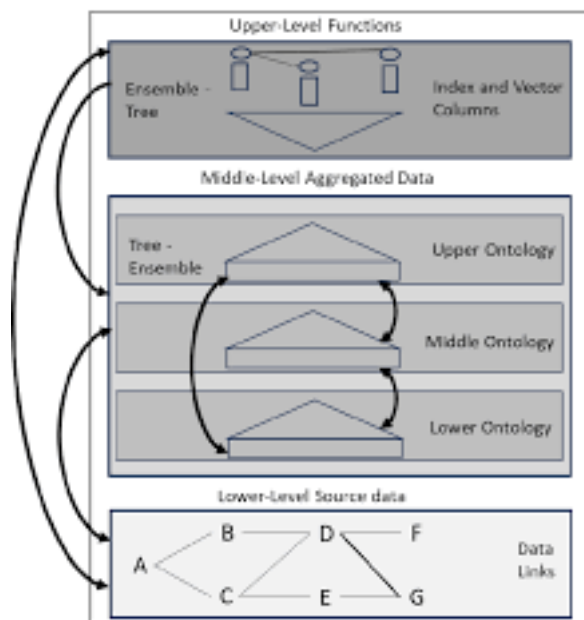 Upper-Level Functions
Ensemble -
Tree
Index and Vector
Columns
Middle-Level Aggregated Data
Tree -
Ensemble
Upper Ontology
Middle Ontology
Lower Ontology
Lower-Level Source data
B D F
A
C E G
Data
Links